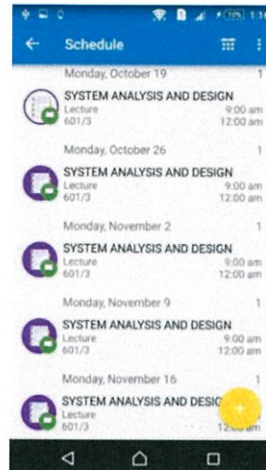 1:16
Schedule
Monday, October 19 1
SYSTEM ANALYSIS AND DESIGN
Lecture 9:00 am
601/3 12:00 am
Monday, October 26 1
SYSTEM ANALYSIS AND DESIGN
Lecture 9:00 am
601/3 12:00 am
Monday, November 2 1
SYSTEM ANALYSIS AND DESIGN
Lecture 9:00 am
601/3 12:00 am
Monday, November 9 1
SYSTEM ANALYSIS AND DESIGN
Lecture 9:00 am
601/3 12:00 am
Monday, November 16 1
SYSTEM ANALYSIS AND DESIG
Lecture
601/3 am